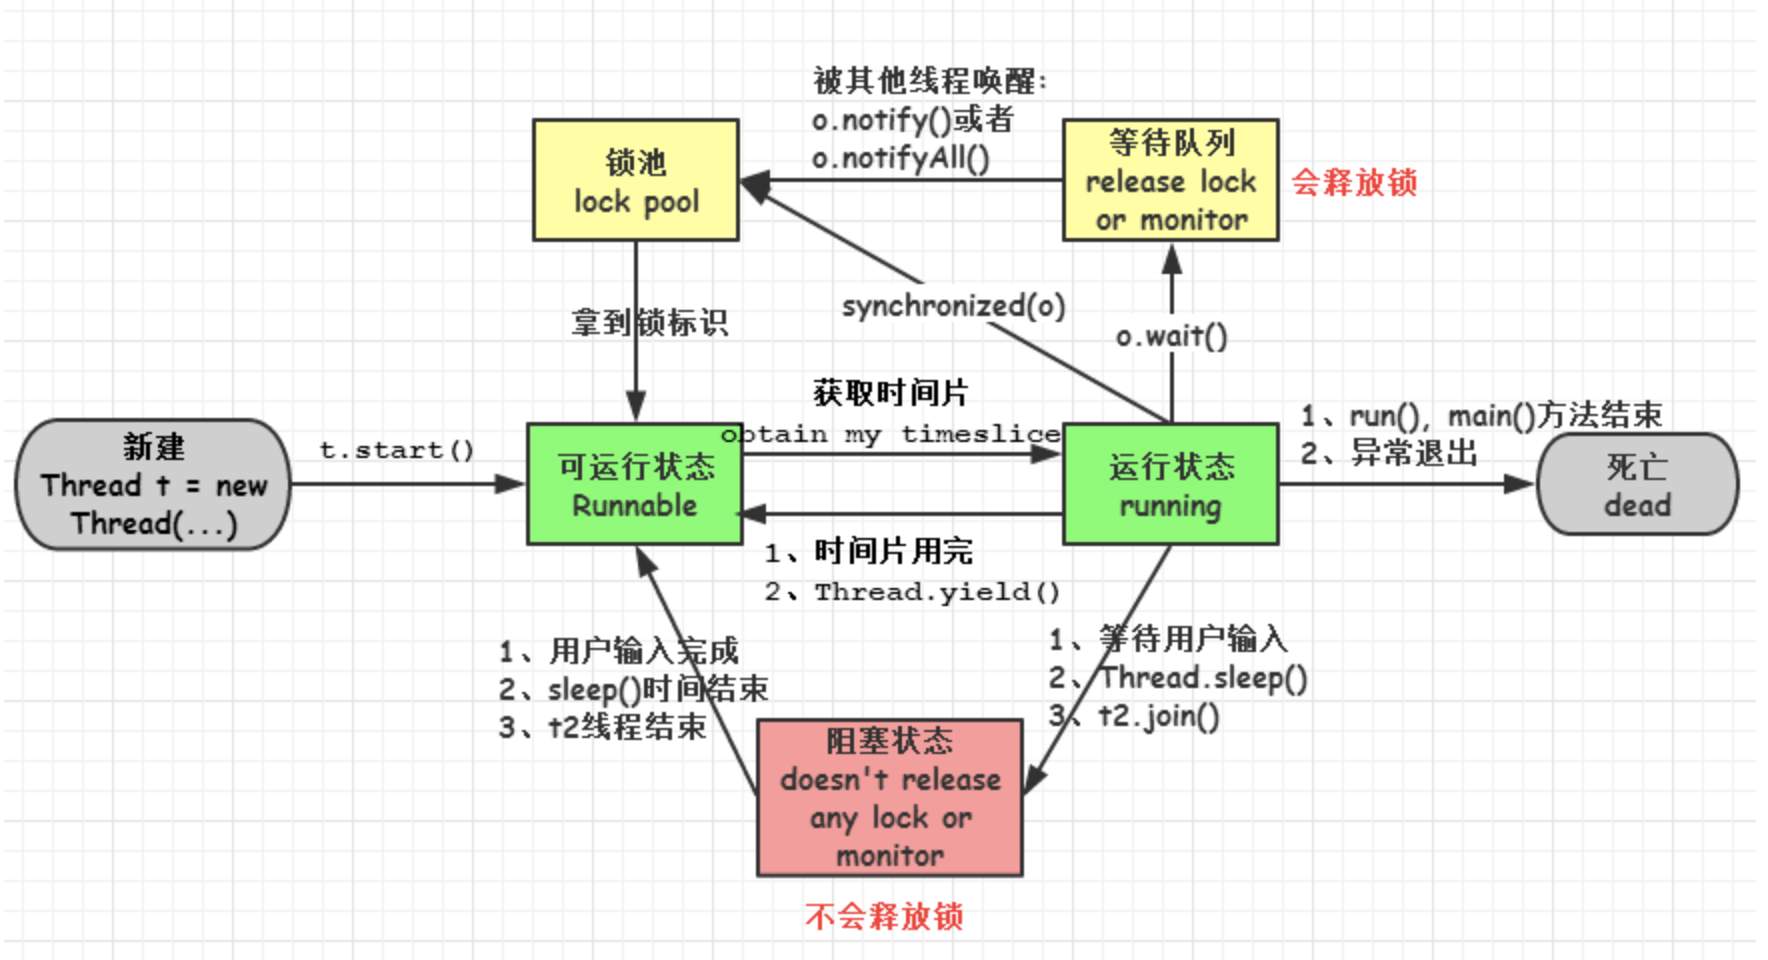 被其他线程唤醒:
o.notify()或者
o.notifyAll()
锁池
lock pool
等待队列
release lock
or monitor
会释放锁
synchronized(o)
o.wait()
拿到锁标识
获取时间片
obtain my timeslice
新建
Thread t = new
Thread(...)
t.start()
可运行状态
Runnable
运行状态
running
1、run(), main()方法结束
2、异常退出
死亡
dead
1、时间片用完
2、Thread.yield()
1、用户输入完成
2、sleep()时间结束
3、t2线程结束
1、等待用户输入
2、Thread.sleep()
3、t2.join()
阻塞状态
doesn't release
any lock or
monitor
不会释放锁